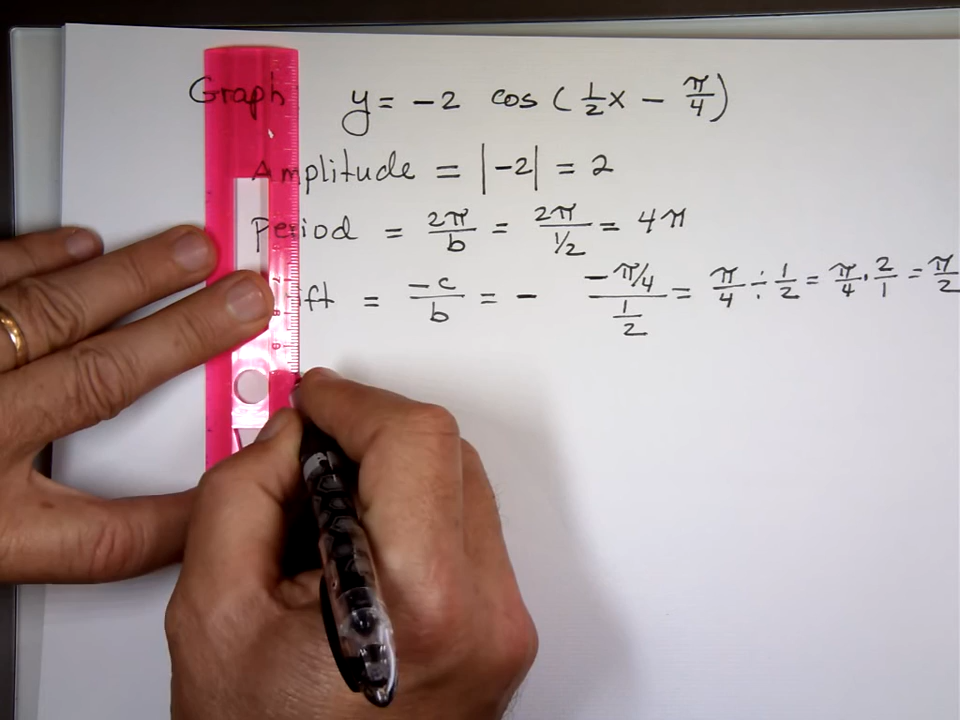 Graph y = -2 cos (1/2 x - π/4)
Amplitude = |-2| = 2
Period = 2π/b = 2π/1/2 = 4π
ft = -c/b = - -π/4/1/2 = π/4 ÷ 1/2 = π/4 · 2/1 = π/2